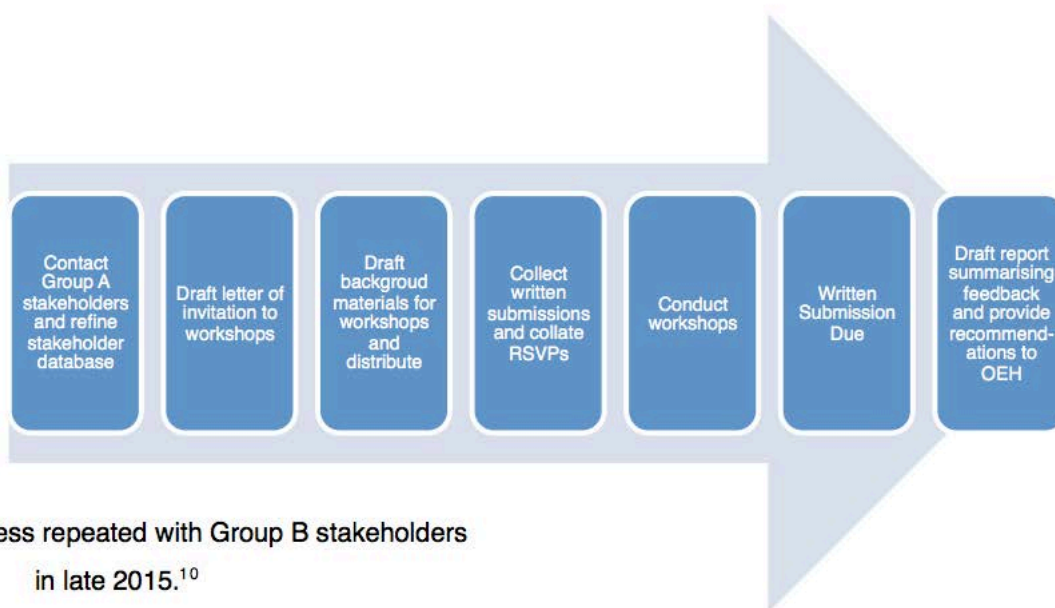 Contact
Group A
stakeholders
and refine
stakeholder
database
Draft letter of
invitation to
workshops
Draft
backgroud
materials for
workshops
and
distribute
Collect
written
submissions
and collate
RSVPs
Conduct
workshops
Written
Submission
Due
Draft report
summarising
feedback
and provide
recommend-
ations to
OEH
ess repeated with Group B stakeholders
in late 2015.¹⁰